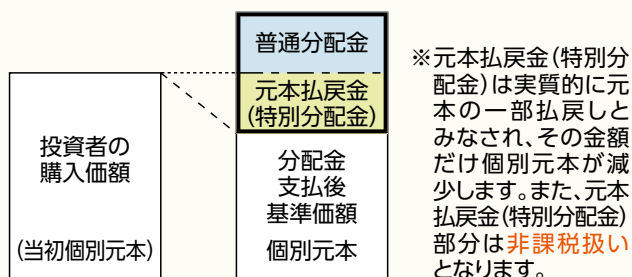 普通分配金
元本払戻金
(特別分配金)
投資者の
購入価額
(当初個別元本)
分配金
支払後
基準価額
個別元本
※元本払戻金(特別分
配金)は実質的に元
本の一部払戻しと
みなされ、その金額
だけ個別元本が減
少します。また、元本
払戻金(特別分配金)
部分は非課税扱い
となります。